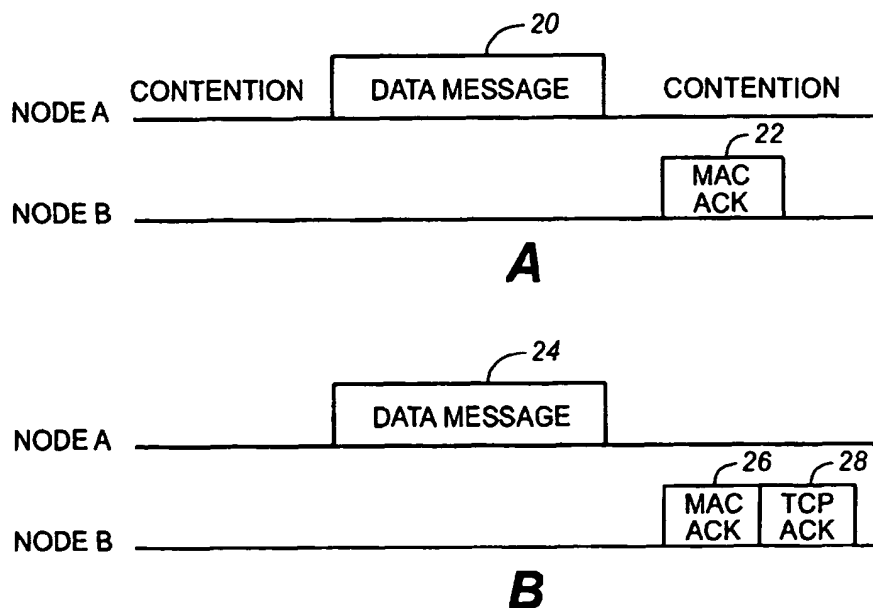 20
CONTENTION DATA MESSAGE CONTENTION
NODE A
22
MAC
ACK
NODE B
A
24
DATA MESSAGE
NODE A
26 28
MAC TCP
ACK ACK
NODE B
B